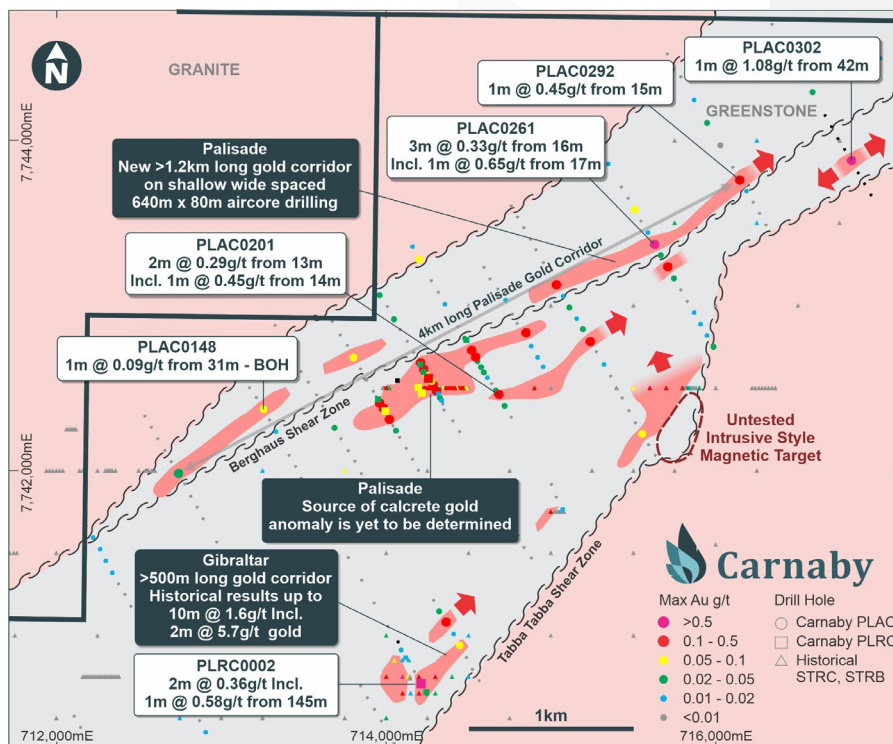 N
GRANITE
PLAC0302
1m @ 1.08g/t from 42m
PLAC0292
1m @ 0.45g/t from 15m
GREENSTONE
PLAC0261
3m @ 0.33g/t from 16m
Incl. 1m @ 0.65g/t from 17m
7,744,000mE
Palisade
New >1.2km long gold corridor
on shallow wide spaced
640m x 80m aircore drilling
PLAC0201
2m @ 0.29g/t from 13m
Incl. 1m @ 0.45g/t from 14m
4km long Palisade Gold Corridor
PLAC0148
1m @ 0.09g/t from 31m - BOH
Berghaus Shear Zone
Untested
Intrusive Style
Magnetic Target
7,742,000mE
Palisade
Source of calcrete gold
anomaly is yet to be determined
Gibraltar
>500m long gold corridor
Historical results up to
10m @ 1.6g/t Incl.
2m @ 5.7g/t gold
Tabba Tabba Shear Zone
PLRC0002
2m @ 0.36g/t Incl.
1m @ 0.58g/t from 145m
Carnaby
Max Au g/t
>0.5
0.1 - 0.5
0.05 - 0.1
0.02 - 0.05
0.01 - 0.02
<0.01
Drill Hole
Carnaby PLAC
Carnaby PLRC
Historical
STRC, STRB
1km
712,000mE
714,000mE
716,000mE